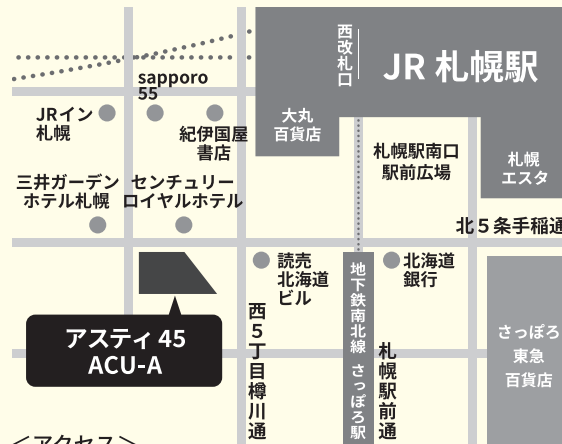 西改札口
JR 札幌駅
sapporo
55
JRイン
札幌
紀伊国屋
書店
大丸
百貨店
札幌駅南口
駅前広場
札幌
エスタ
三井ガーデン
ホテル札幌
センチュリー
ロイヤルホテル
北5条手稲通
読売
北海道
ビル
北海道
銀行
地下鉄南北線 さっぽろ駅
西5丁目樽川通
札幌駅前通
さっぽろ
東急
百貨店
アスティ 45
ACU-A
＜アクセス＞